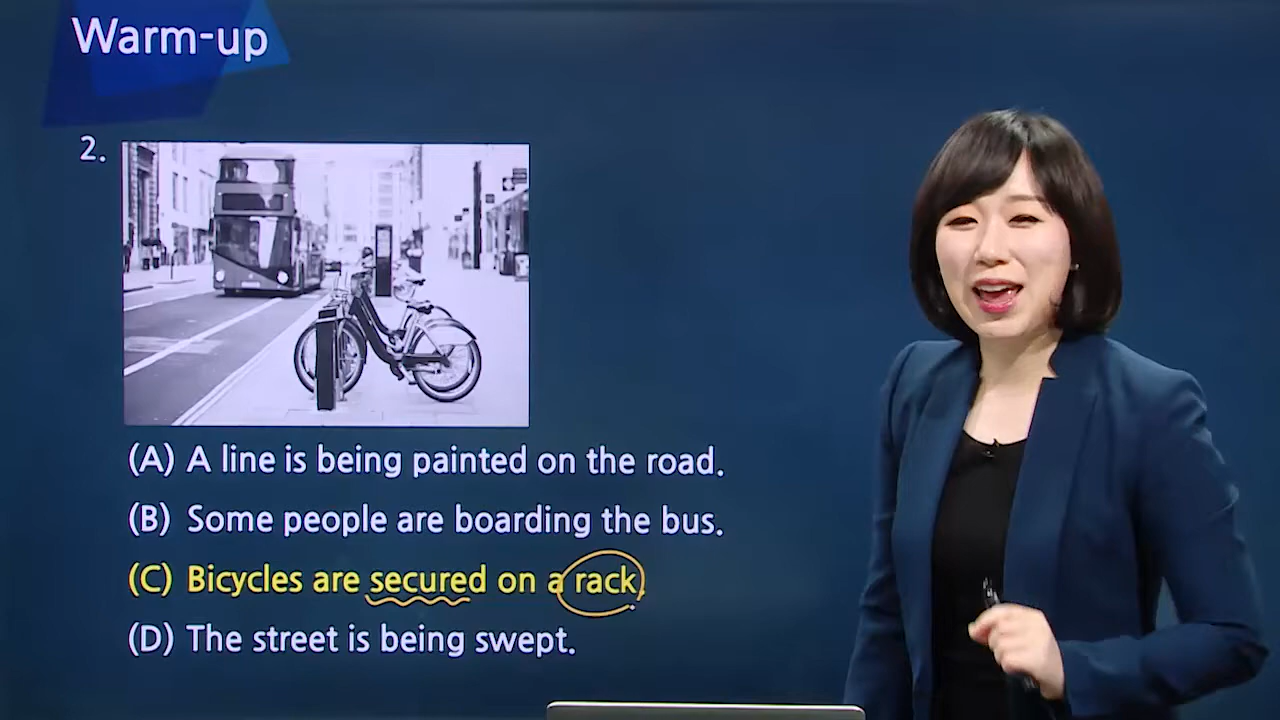 Warm-up
2.
(A) A line is being painted on the road.
(B) Some people are boarding the bus.
(C) Bicycles are secured on a rack.
(D) The street is being swept.